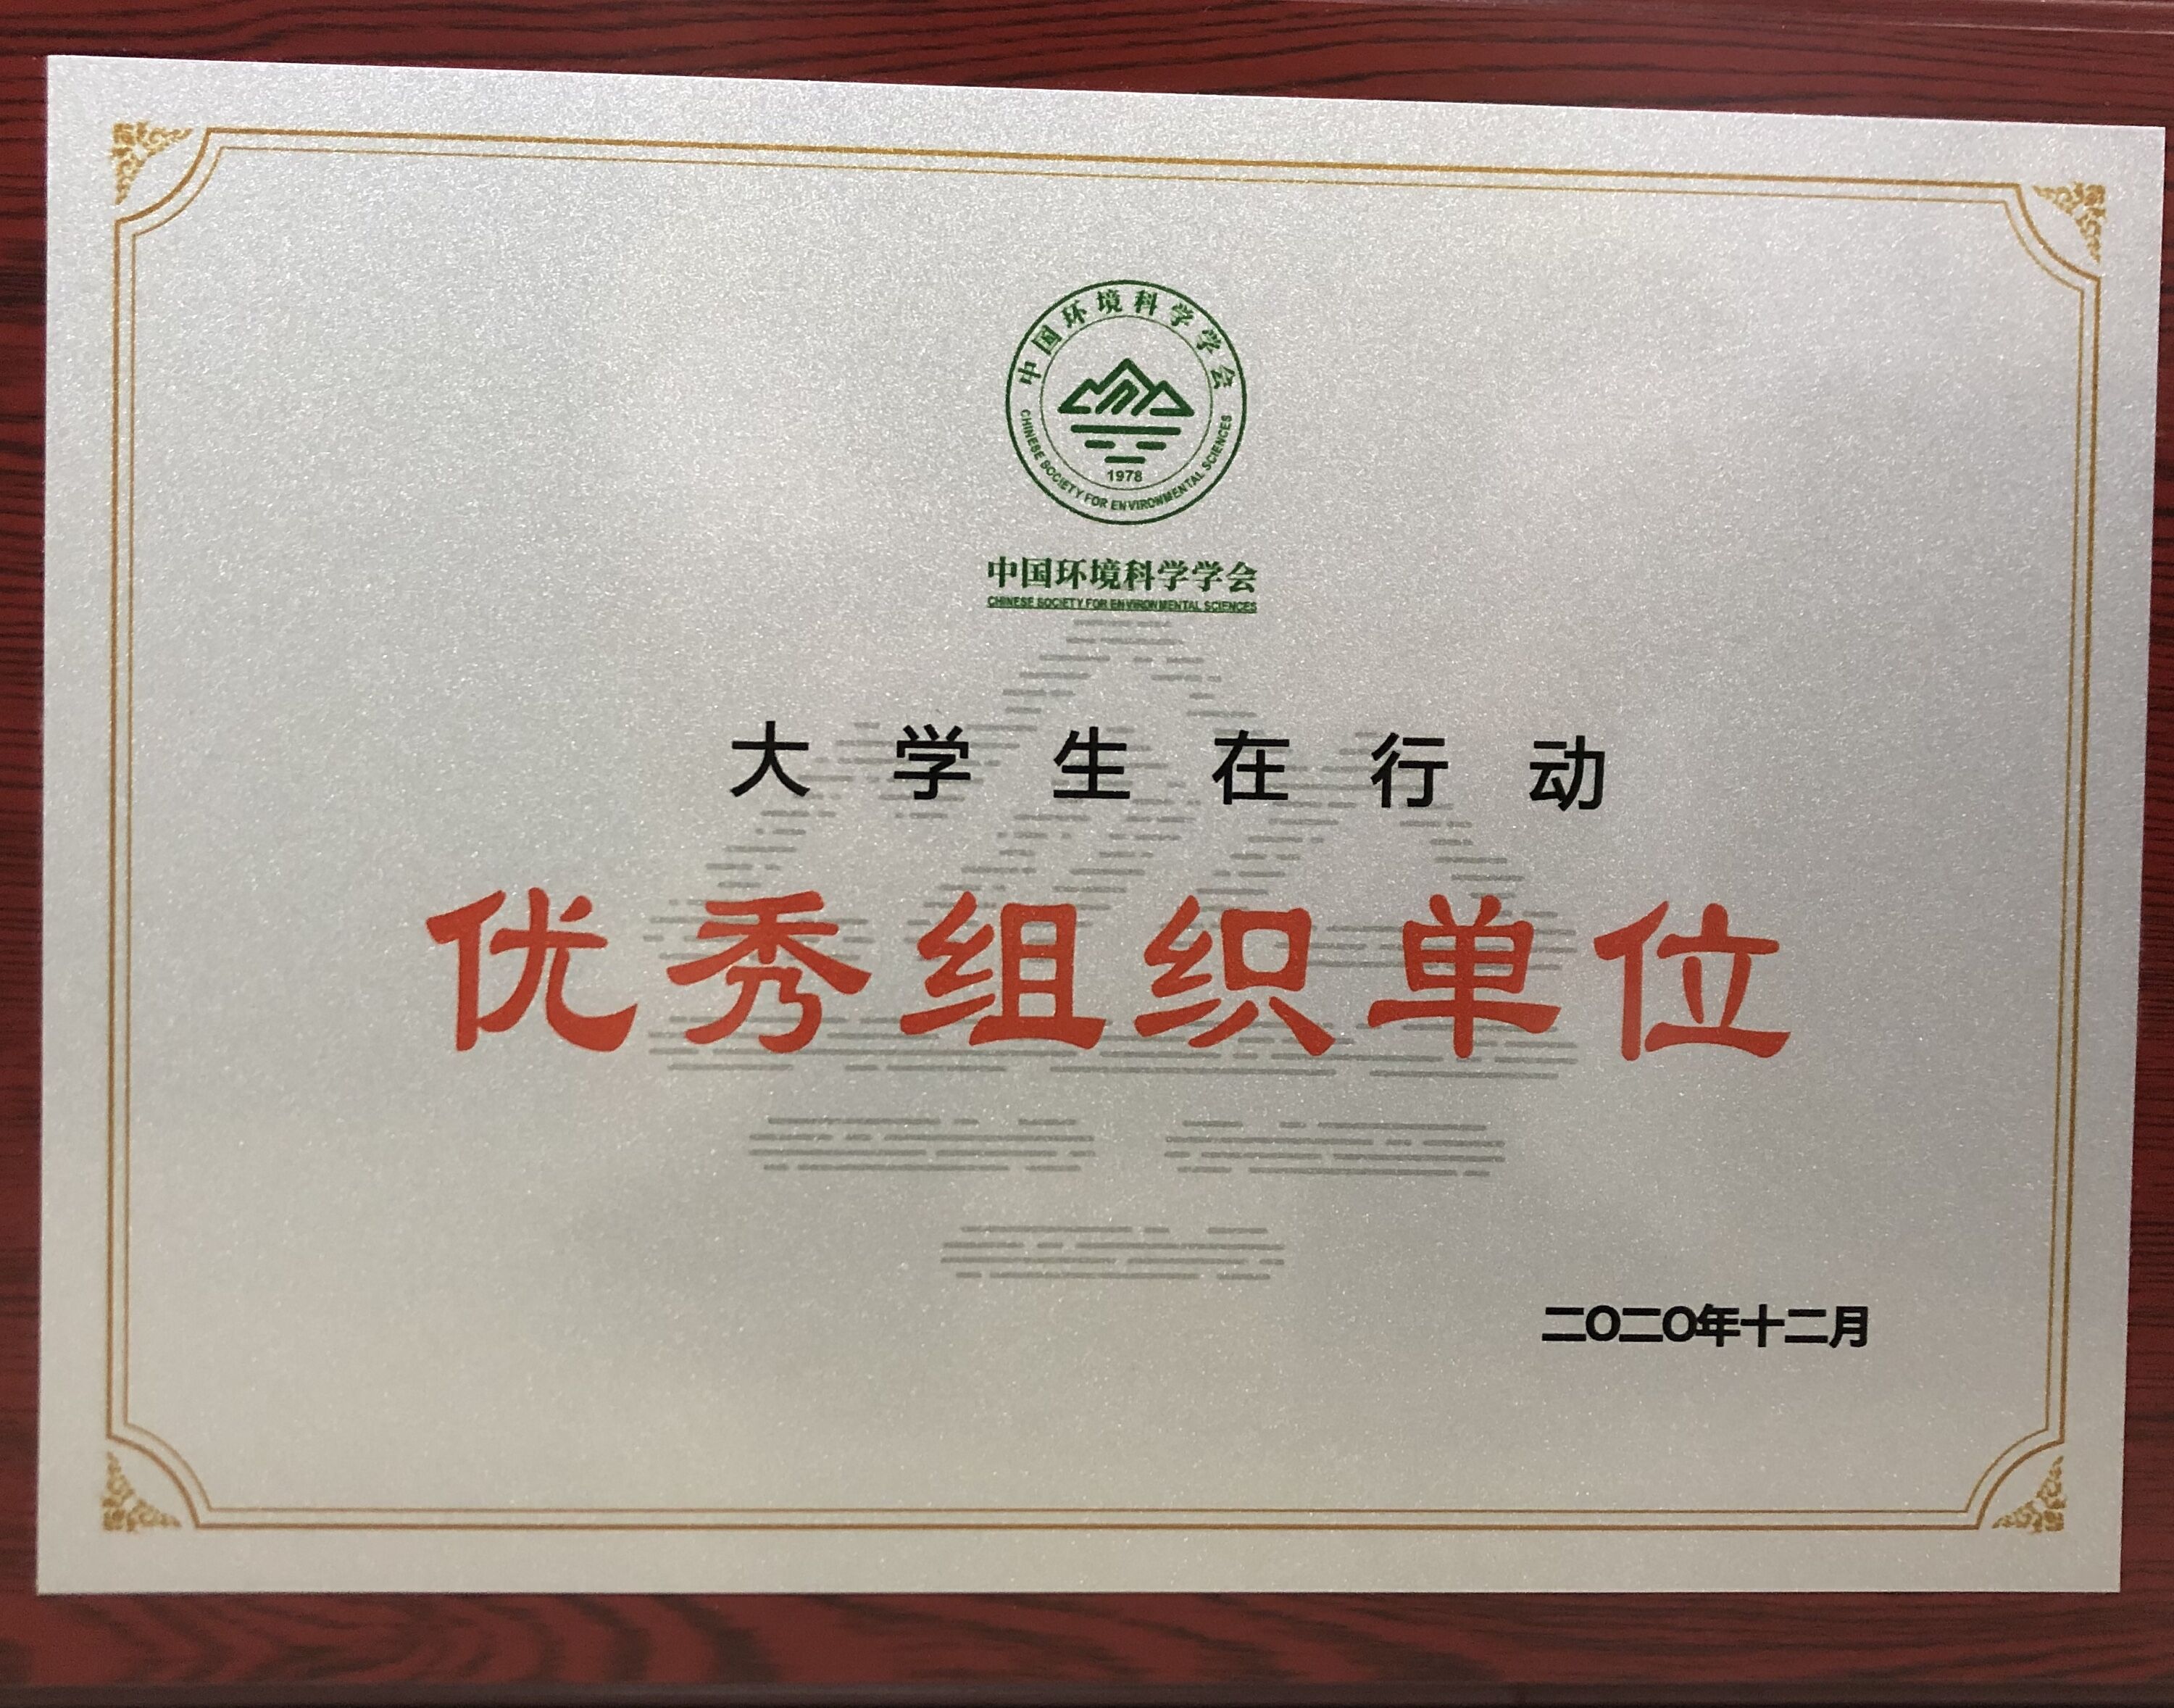 中国环境科学学会
1978
CHINESE SOCIETY FOR ENVIRONMENTAL SCIENCES
中国环境科学学会
CHINESE SOCIETY FOR ENVIRONMENTAL SCIENCES
大学生在行动
优秀组织单位
二〇二〇年十二月